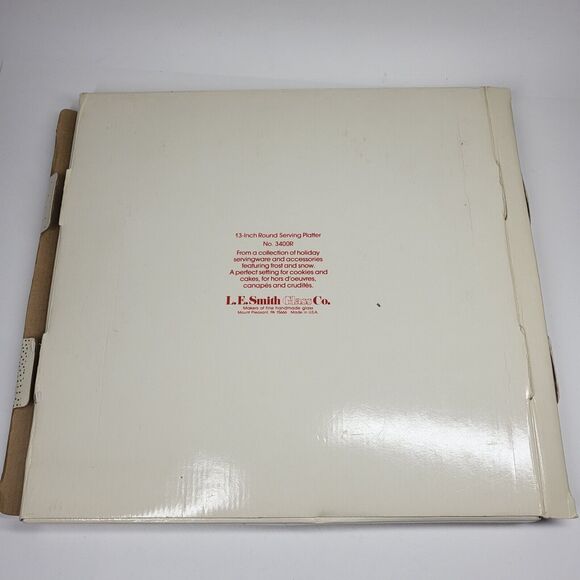 13-Inch Round Serving Platter
No. 3400R
From a collection of holiday
servingware and accessories
featuring frost and snow.
A perfect setting for cookies and
cakes, for hors d'oeuvres,
canapés and crudités.
L.E.Smith Glass Co.
Makers of fine handmade glass
Mount Pleasant, PA 15666 Made in U.S.A.